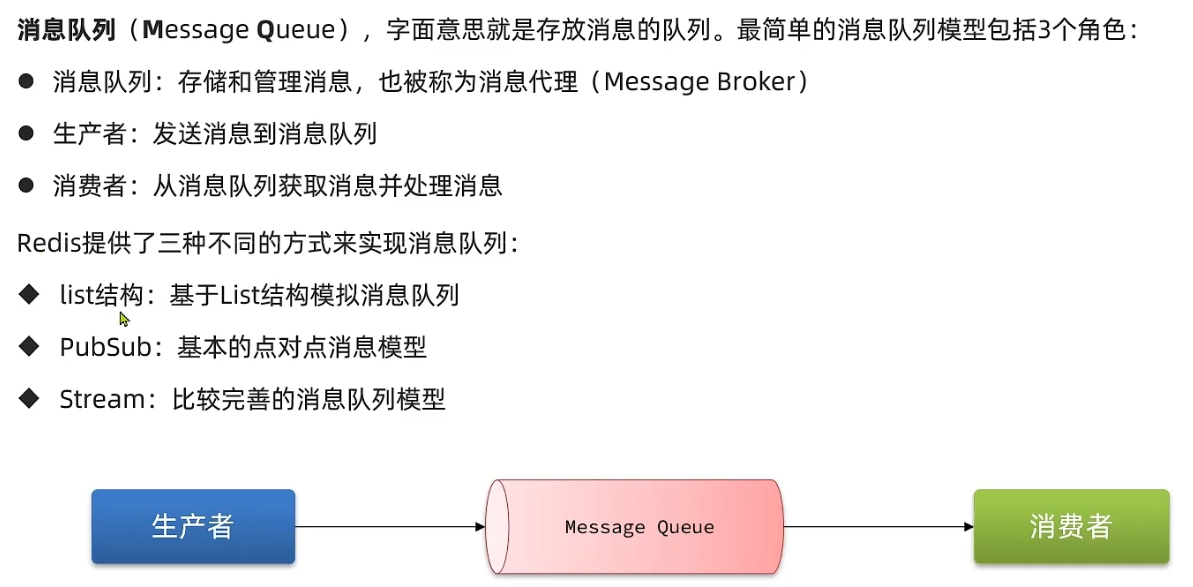 消息队列（Message Queue），字面意思就是存放消息的队列。最简单的消息队列模型包括3个角色：
● 消息队列：存储和管理消息，也被称为消息代理（Message Broker）
● 生产者：发送消息到消息队列
● 消费者：从消息队列获取消息并处理消息
Redis提供了三种不同的方式来实现消息队列：
◆ list结构：基于List结构模拟消息队列
◆ PubSub：基本的点对点消息模型
◆ Stream：比较完善的消息队列模型
生产者
Message Queue
消费者